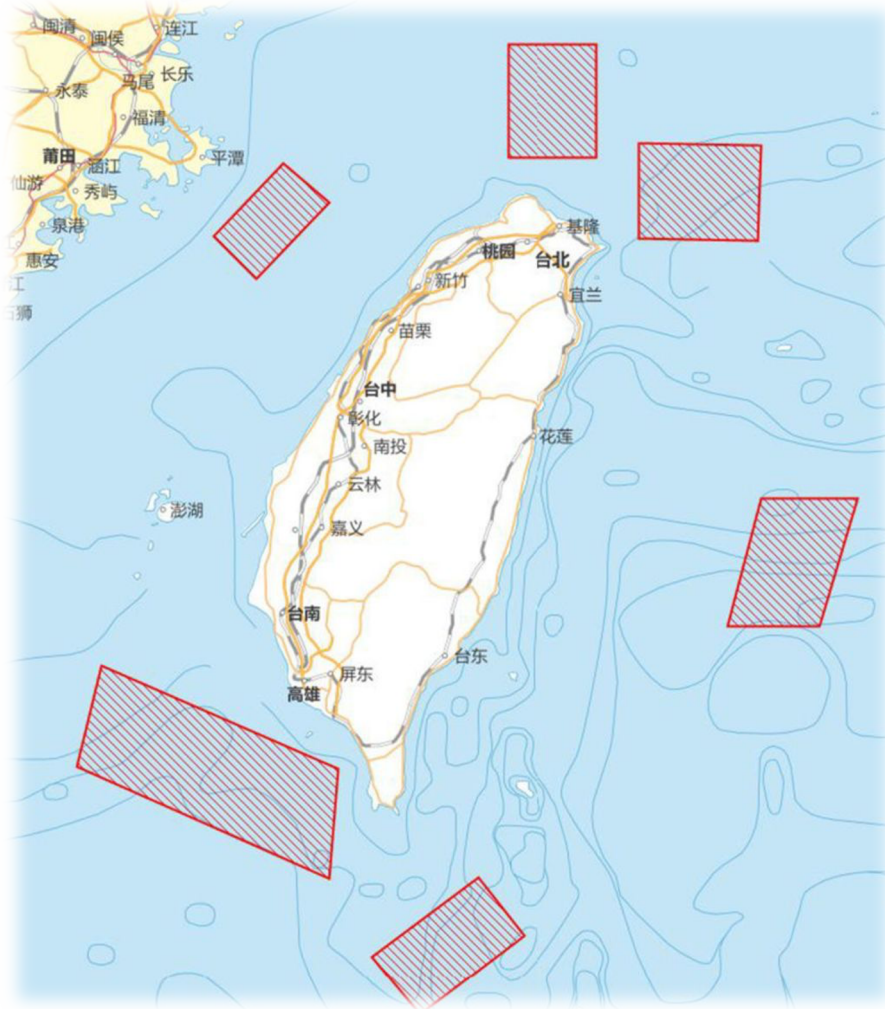 闽清
闽侯
连江
马尾
长乐
永泰
福清
莆田
涵江
平潭
仙游
秀屿
泉港
惠安
江
石狮
基隆
桃园
台北
新竹
宜兰
苗栗
台中
彰化
花莲
南投
云林
澎湖
嘉义
台南
台东
屏东
高雄